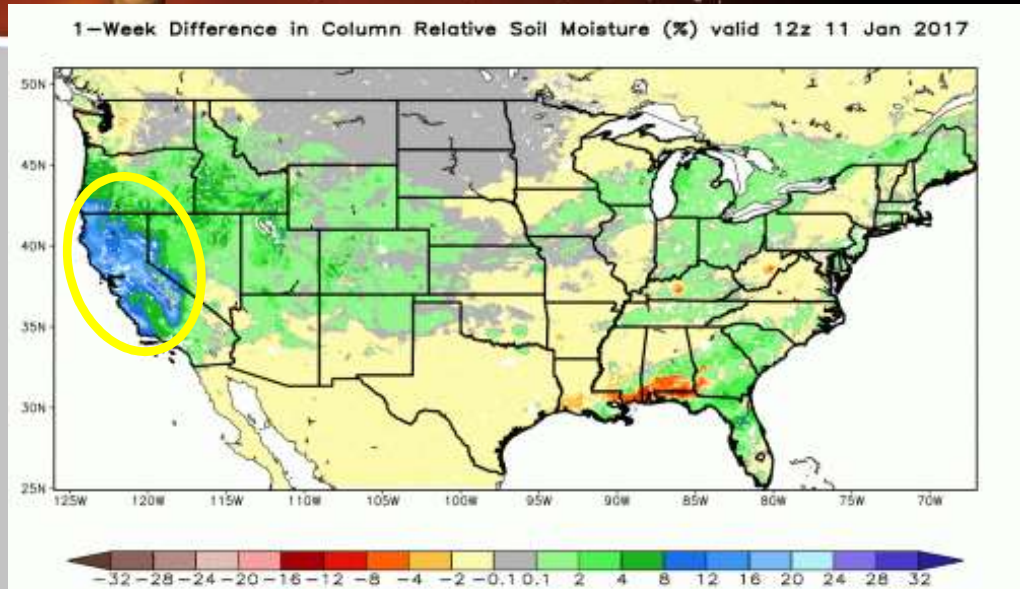 1-Week Difference in Column Relative Soil Moisture (%) valid 12z 11 Jan 2017
50N
45N
40N
35N
30N
25N
125W 120W 115W 110W 105W 100W 95W 90W 85W 80W 75W 70W
-32 -28 -24 -20 -16 -12 -8 -4 -2 -0.1 0.1 2 4 8 12 16 20 24 28 32